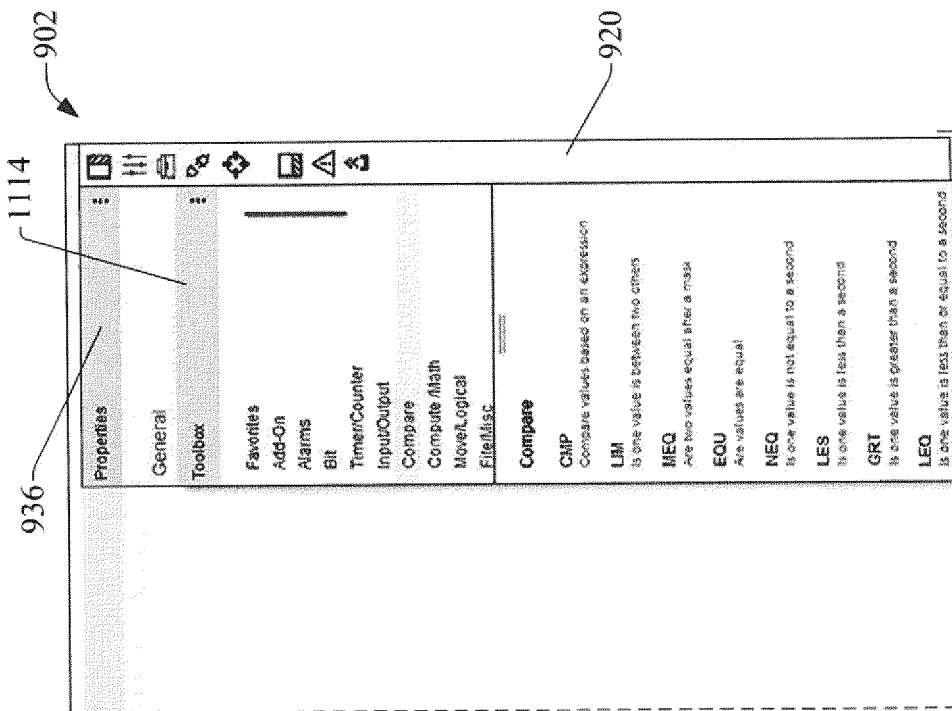 902
1114
936
920
Properties
General
Toolbox
Favorites
Add-On
Alarms
Bit
Timer/Counter
Input/Output
Compare
Compute /Math
Move/Logical
File/Misc
Compare
CMP
Compare values based on an expression
LIM
Is one value is between two others
MEQ
Are two values equal after a mask
EQU
Are values are equal
NEQ
Is one value is not equal to a second
LES
Is one value is less than a second
GRT
Is one value is greater than a second
LEQ
Is one value is less than or equal to a second